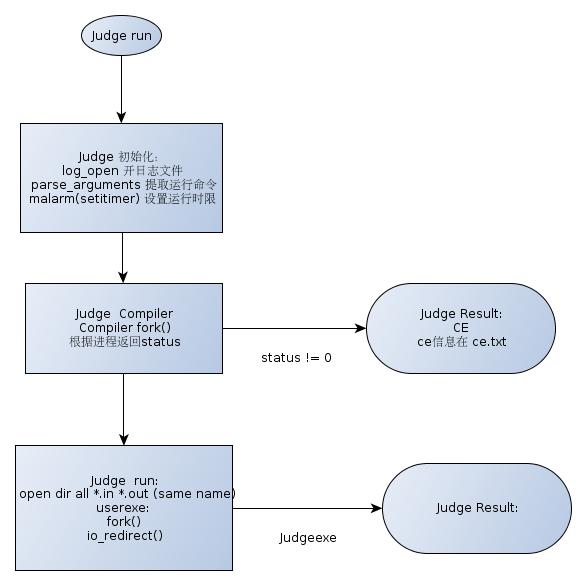 Judge run
Judge 初始化:
log_open 开日志文件
parse_arguments 提取运行命令
malarm(setitimer) 设置运行时限
Judge Compiler
Compiler fork()
根据进程返回status
status != 0
Judge Result:
CE
ce信息在 ce.txt
Judge run:
open dir all *.in *.out (same name)
userexe:
fork()
io_redirect()
Judgeexe
Judge Result: